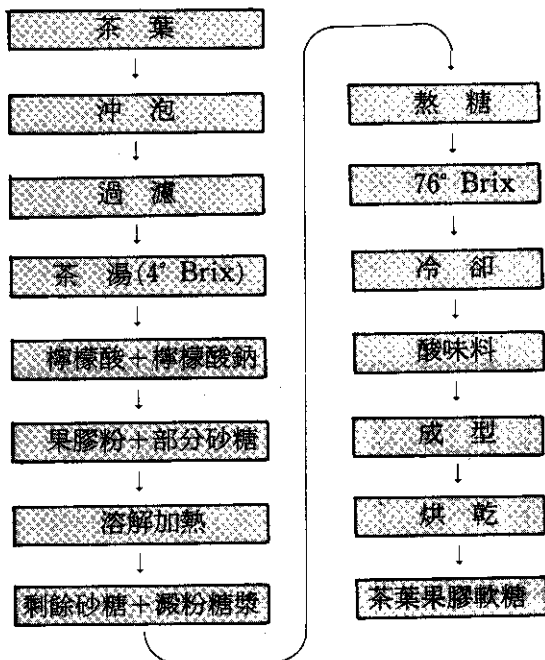 茶葉
沖泡
過濾
茶湯(4° Brix)
檸檬酸+檸檬酸鈉
果膠粉+部分砂糖
溶解加熱
剩餘砂糖+澱粉糖漿
熬糖
76° Brix
冷卻
酸味料
成型
烘乾
茶葉果膠軟糖